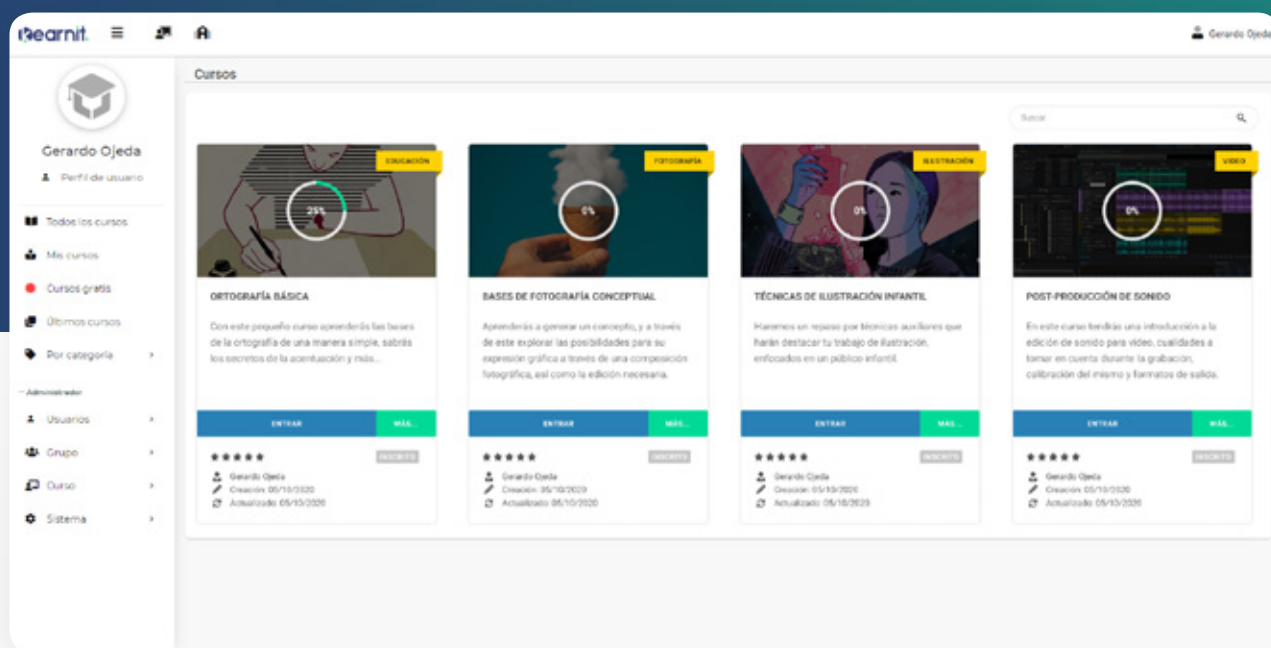 learnit.
Gerardo Ojeda
Cursos
Gerardo Ojeda
Perfil de usuario
Todos los cursos
Mis cursos
Cursos gratis
Últimos cursos
Por categoría
Administrador
Usuarios
Grupo
Curso
Sistema
Buscar
EDUCACIÓN
25%
ORTOGRAFÍA BÁSICA
Con este pequeño curso aprenderás las bases
de la ortografía de una manera simple, sabrás
los secretos de la acentuación y más...
ENTRAR
MÁS...
INSCRITO
Gerardo Ojeda
Creación: 05/10/2020
Actualizado: 05/10/2020
FOTOGRAFÍA
0%
BASES DE FOTOGRAFÍA CONCEPTUAL
Aprenderás a generar un concepto, y a través
de este explorar las posibilidades para su
expresión gráfica a través de una composición
fotográfica, así como la edición necesaria.
ENTRAR
MÁS...
INSCRITO
Gerardo Ojeda
Creación: 05/10/2020
Actualizado: 05/10/2020
ILUSTRACIÓN
0%
TÉCNICAS DE ILUSTRACIÓN INFANTIL
Haremos un repaso por técnicas auxiliares que
harán destacar tu trabajo de ilustración,
enfocados en un público infantil.
ENTRAR
MÁS...
INSCRITO
Gerardo Ojeda
Creación: 05/10/2020
Actualizado: 05/10/2020
VIDEO
0%
POST-PRODUCCIÓN DE SONIDO
En este curso tendrás una introducción a la
edición de sonido para video, cualidades a
tomar en cuenta durante la grabación,
calibración del mismo y formatos de salida.
ENTRAR
MÁS...
INSCRITO
Gerardo Ojeda
Creación: 05/10/2020
Actualizado: 05/10/2020